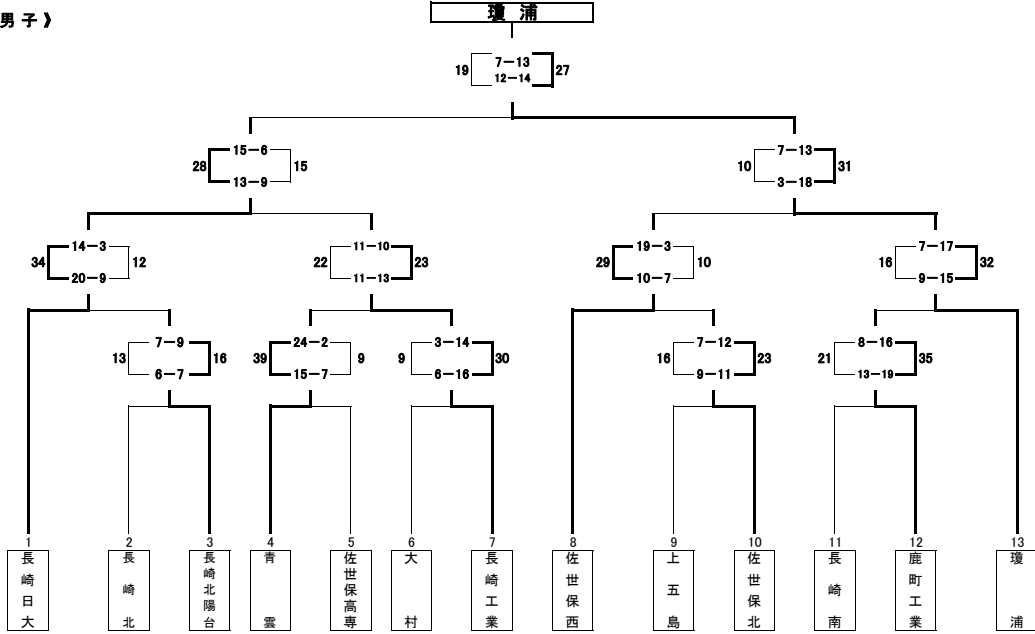 男子》
瓊浦
19 7－13 27
12－14
15－6 7－13
28 15 10 31
13－9 3－18
14－3 11－10 19－3 7－17
34 12 22 23 29 10 16 32
20－9 11－13 10－7 9－15
7－9 24－2 3－14 7－12 8－16
13 16 39 9 9 30 16 23 21 35
6－7 15－7 6－16 9－11 13－19
1 2 3 4 5 6 7 8 9 10 11 12 13
長崎日大
長崎北
長崎北陽台
青雲
佐世保高専
大村
長崎工業
佐世保西
上五島
佐世保北
長崎南
鹿町工業
瓊浦